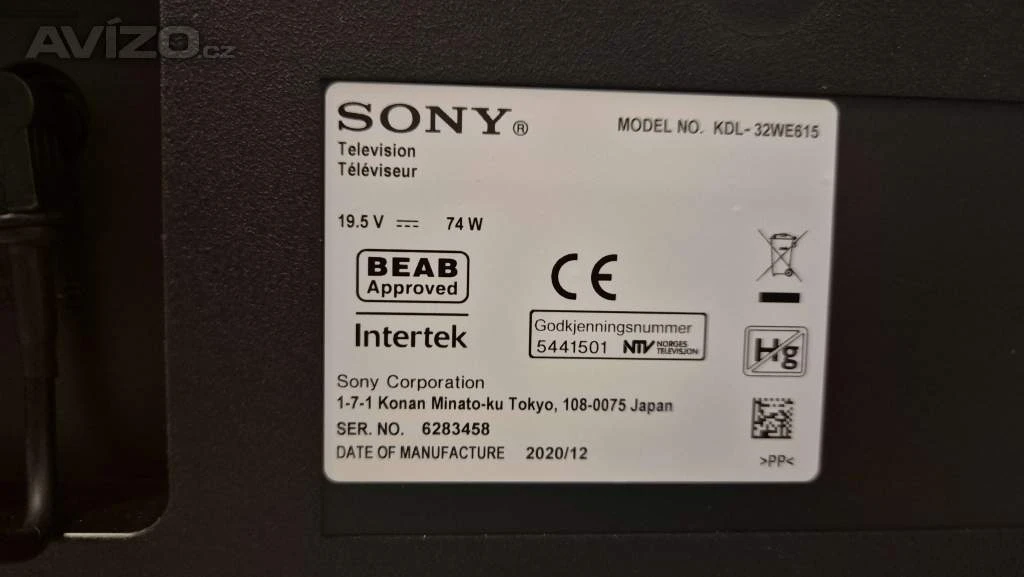 AVÍZO.cz
SONY®
MODEL NO. KDL-32WE615
Television
Téléviseur
19.5 V 74 W
BEAB
Approved
Intertek
CE
Godkjenningsnummer
5441501 NTV NORGES TELEVISJON
Hg
Sony Corporation
1-7-1 Konan Minato-ku Tokyo, 108-0075 Japan
SER. NO. 6283458
DATE OF MANUFACTURE 2020/12
>PP<